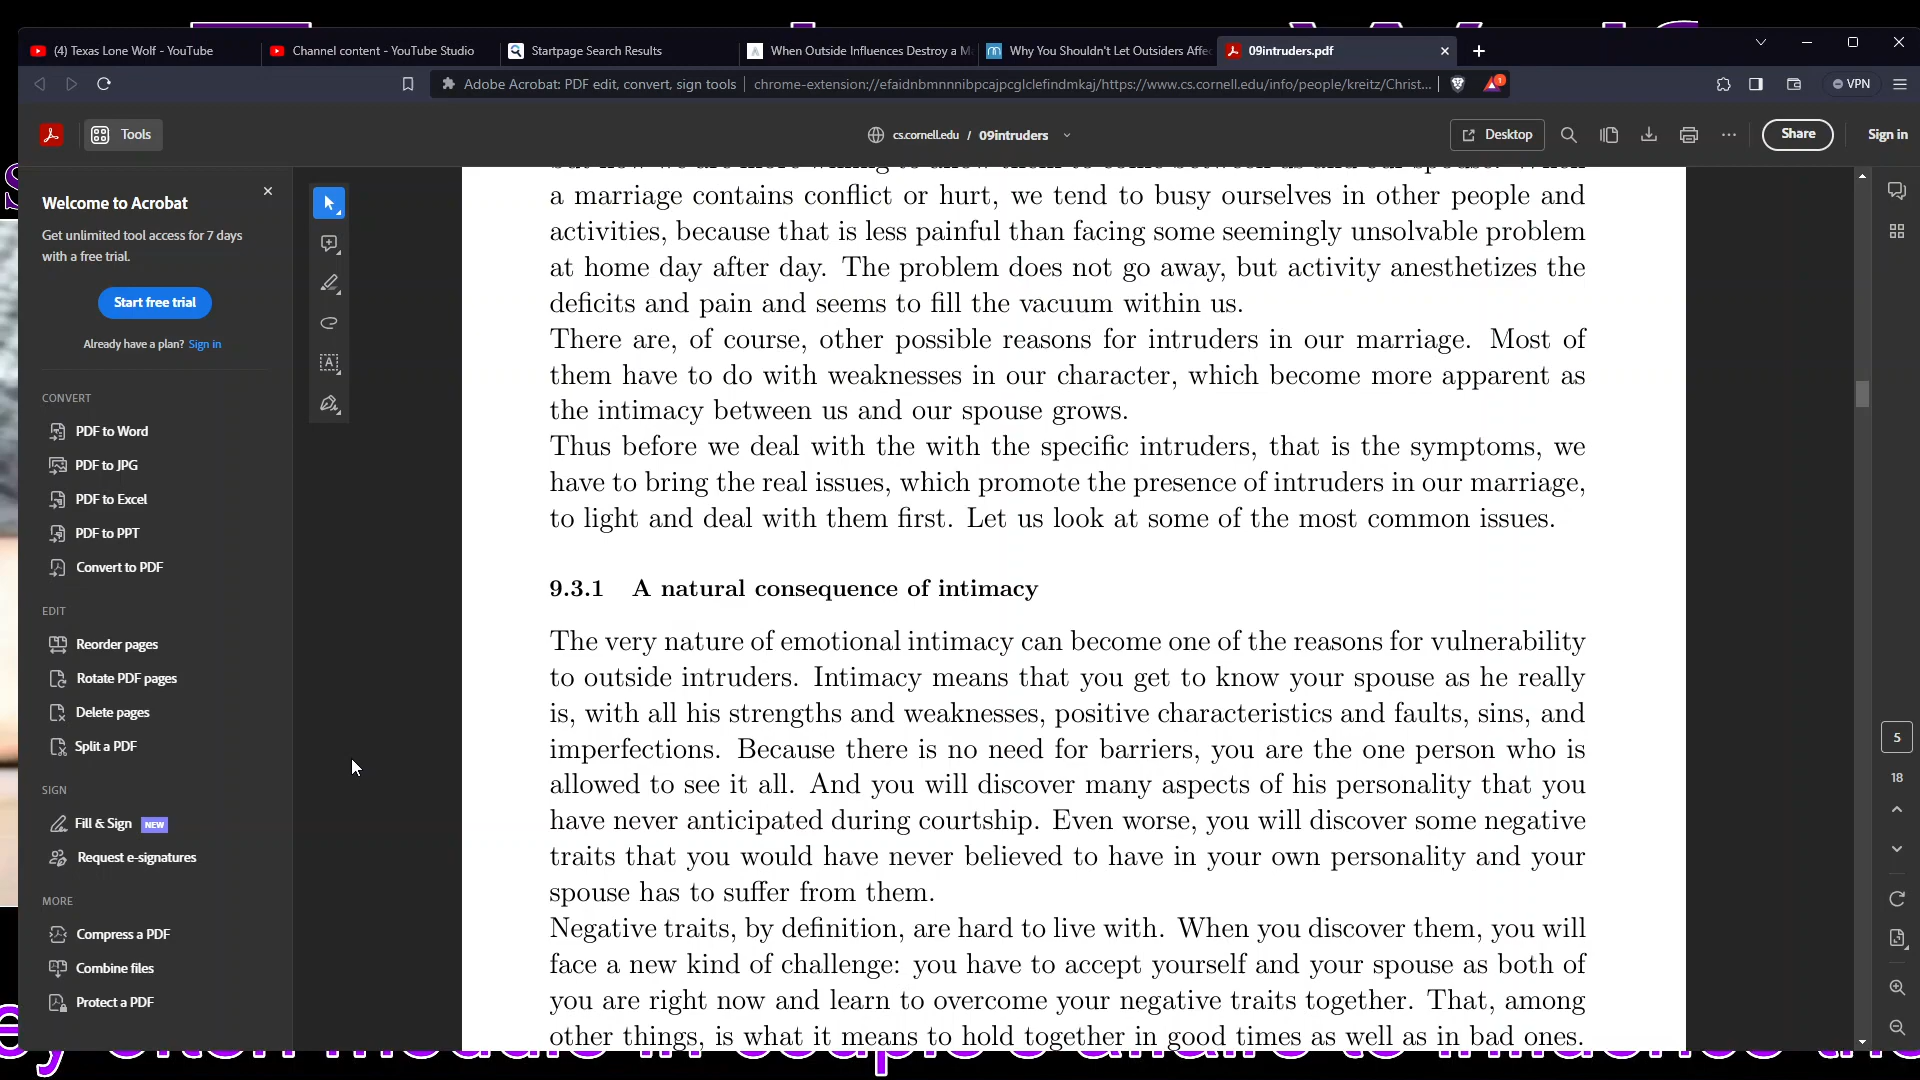 (4) Texas Lone Wolf - YouTube
Channel content - YouTube Studio
Startpage Search Results
When Outside Influences Destroy a M
Why You Shouldn't Let Outsiders Affe
09intruders.pdf
Adobe Acrobat: PDF edit, convert, sign tools
chrome-extension://efaidnbmnnnibpcajpcglclefindmkaj/https://www.cs.cornell.edu/info/people/kreitz/Christ...
1
VPN
Tools
cs.cornell.edu / 09intruders
Desktop
Share
Sign in
Welcome to Acrobat
Get unlimited tool access for 7 days
with a free trial.
Start free trial
Already have a plan? Sign in
CONVERT
PDF to Word
PDF to JPG
PDF to Excel
PDF to PPT
Convert to PDF
EDIT
Reorder pages
Rotate PDF pages
Delete pages
Split a PDF
SIGN
Fill & Sign NEW
Request e-signatures
MORE
Compress a PDF
Combine files
Protect a PDF
a marriage contains conflict or hurt, we tend to busy ourselves in other people and
activities, because that is less painful than facing some seemingly unsolvable problem
at home day after day. The problem does not go away, but activity anesthetizes the
deficits and pain and seems to fill the vacuum within us.
There are, of course, other possible reasons for intruders in our marriage. Most of
them have to do with weaknesses in our character, which become more apparent as
the intimacy between us and our spouse grows.
Thus before we deal with the with the specific intruders, that is the symptoms, we
have to bring the real issues, which promote the presence of intruders in our marriage,
to light and deal with them first. Let us look at some of the most common issues.
9.3.1 A natural consequence of intimacy
The very nature of emotional intimacy can become one of the reasons for vulnerability
to outside intruders. Intimacy means that you get to know your spouse as he really
is, with all his strengths and weaknesses, positive characteristics and faults, sins, and
imperfections. Because there is no need for barriers, you are the one person who is
allowed to see it all. And you will discover many aspects of his personality that you
have never anticipated during courtship. Even worse, you will discover some negative
traits that you would have never believed to have in your own personality and your
spouse has to suffer from them.
Negative traits, by definition, are hard to live with. When you discover them, you will
face a new kind of challenge: you have to accept yourself and your spouse as both of
you are right now and learn to overcome your negative traits together. That, among
other things, is what it means to hold together in good times as well as in bad ones.
5
18